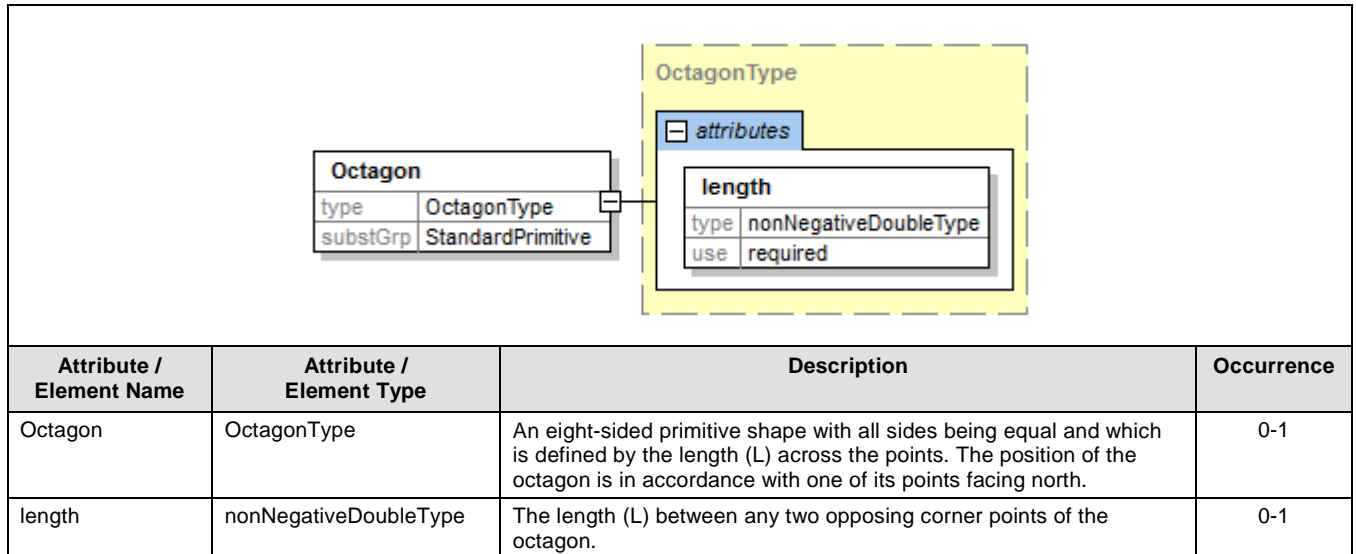 OctagonType
attributes
Octagon
type OctagonType
substGrp StandardPrimitive
length
type nonNegativeDoubleType
use required
Attribute / Element Name Attribute / Element Type Description Occurrence
Octagon OctagonType An eight-sided primitive shape with all sides being equal and which 0-1
is defined by the length (L) across the points. The position of the
octagon is in accordance with one of its points facing north.
length nonNegativeDoubleType The length (L) between any two opposing corner points of the 0-1
octagon.